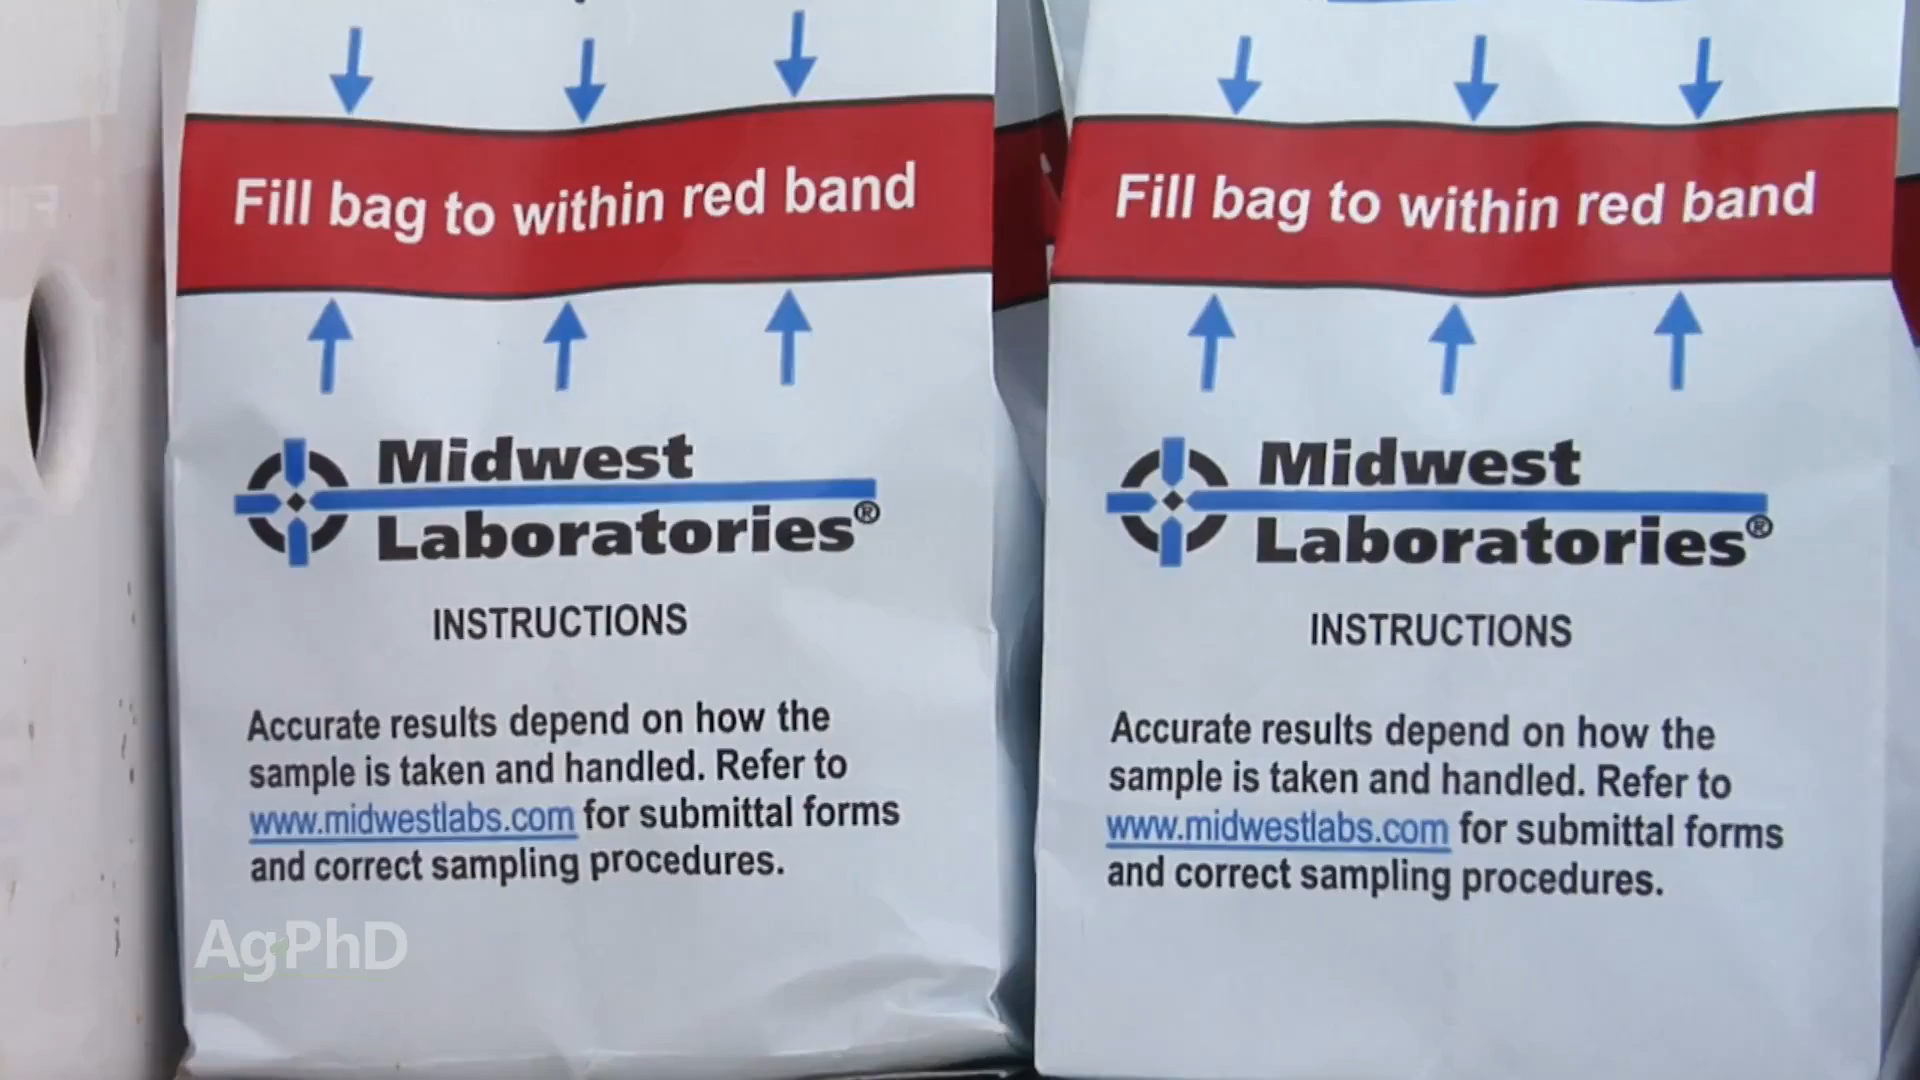 Fill bag to within red band
Midwest
Laboratories®
INSTRUCTIONS
Accurate results depend on how the
sample is taken and handled. Refer to
www.midwestlabs.com for submittal forms
and correct sampling procedures.
Fill bag to within red band
Midwest
Laboratories®
INSTRUCTIONS
Accurate results depend on how the
sample is taken and handled. Refer to
www.midwestlabs.com for submittal forms
and correct sampling procedures.
AgPhD